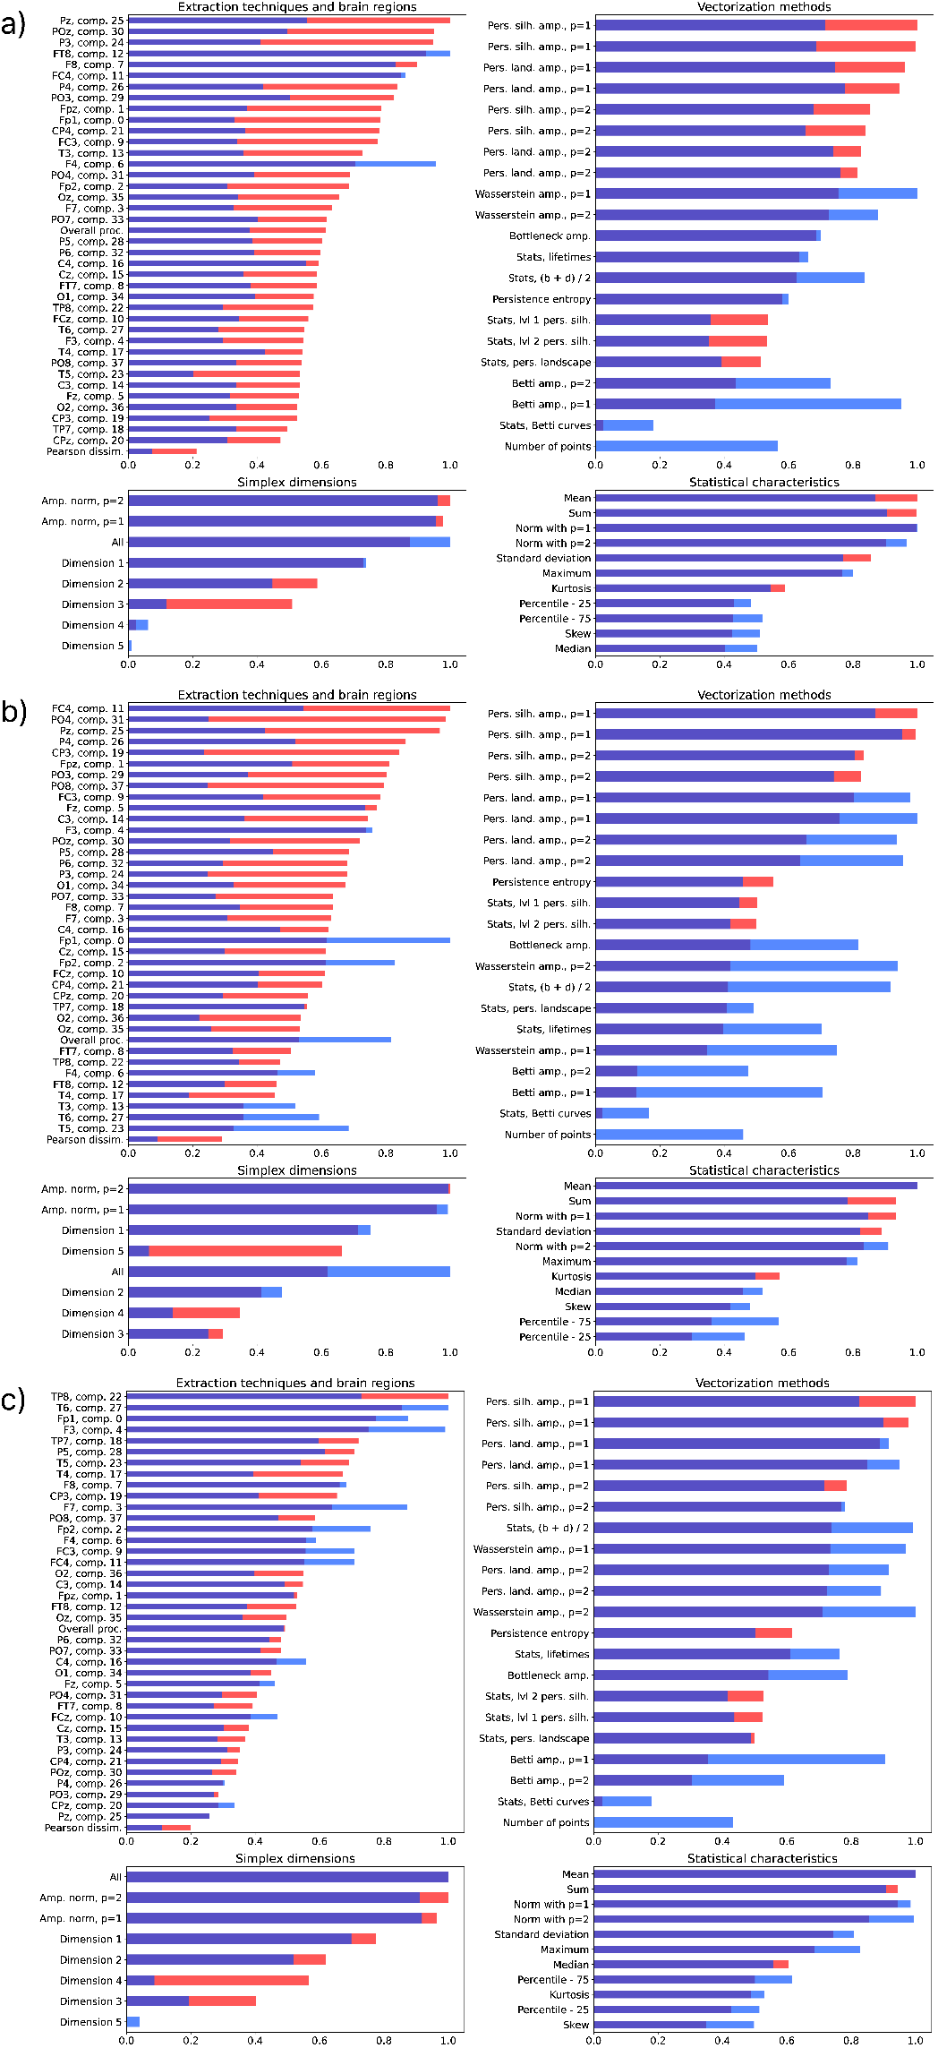 a)
Extraction techniques and brain regions
Pz, comp. 25
POz, comp. 30
P3, comp. 24
FT8, comp. 12
F8, comp. 7
FC4, comp. 11
P4, comp. 26
PO3, comp. 29
Fpz, comp. 1
Fp1, comp. 0
CP4, comp. 21
FC3, comp. 9
T3, comp. 13
F4, comp. 6
PO4, comp. 31
Fp2, comp. 2
Oz, comp. 35
F7, comp. 3
PO7, comp. 33
Overall proc.
P5, comp. 28
P6, comp. 32
C4, comp. 16
Cz, comp. 15
FT7, comp. 8
O1, comp. 34
TP8, comp. 22
FCz, comp. 10
T6, comp. 27
F3, comp. 4
T4, comp. 17
PO8, comp. 37
T5, comp. 23
C3, comp. 14
Fz, comp. 5
O2, comp. 36
CP3, comp. 19
TP7, comp. 18
CPz, comp. 20
Pearson dissim.
0.0 0.2 0.4 0.6 0.8 1.0
Vectorization methods
Pers. silh. amp., p=1
Pers. silh. amp., p=1
Pers. land. amp., p=1
Pers. land. amp., p=1
Pers. silh. amp., p=2
Pers. silh. amp., p=2
Pers. land. amp., p=2
Pers. land. amp., p=2
Wasserstein amp., p=1
Wasserstein amp., p=2
Bottleneck amp.
Stats, lifetimes
Stats, (b + d) / 2
Persistence entropy
Stats, lvl 1 pers. silh.
Stats, lvl 2 pers. silh.
Stats, pers. landscape
Betti amp., p=2
Betti amp., p=1
Stats, Betti curves
Number of points
0.0 0.2 0.4 0.6 0.8 1.0
Simplex dimensions
Amp. norm, p=2
Amp. norm, p=1
All
Dimension 1
Dimension 2
Dimension 3
Dimension 4
Dimension 5
0.0 0.2 0.4 0.6 0.8 1.0
Statistical characteristics
Mean
Sum
Norm with p=1
Norm with p=2
Standard deviation
Maximum
Kurtosis
Percentile - 25
Percentile - 75
Skew
Median
0.0 0.2 0.4 0.6 0.8 1.0
b)
Extraction techniques and brain regions
FC4, comp. 11
PO4, comp. 31
Pz, comp. 25
P4, comp. 26
CP3, comp. 19
Fpz, comp. 1
PO3, comp. 29
PO8, comp. 37
FC3, comp. 9
Fz, comp. 5
C3, comp. 14
F3, comp. 4
POz, comp. 30
P5, comp. 28
P6, comp. 32
P3, comp. 24
O1, comp. 34
PO7, comp. 33
F8, comp. 7
F7, comp. 3
C4, comp. 16
Fp1, comp. 0
Cz, comp. 15
Fp2, comp. 2
FCz, comp. 10
CP4, comp. 21
CPz, comp. 20
TP7, comp. 18
O2, comp. 36
Oz, comp. 35
Overall proc.
FT7, comp. 8
TP8, comp. 22
F4, comp. 6
FT8, comp. 12
T4, comp. 17
T3, comp. 13
T6, comp. 27
T5, comp. 23
Pearson dissim.
0.0 0.2 0.4 0.6 0.8 1.0
Vectorization methods
Pers. silh. amp., p=1
Pers. silh. amp., p=1
Pers. silh. amp., p=2
Pers. silh. amp., p=2
Pers. land. amp., p=1
Pers. land. amp., p=1
Pers. land. amp., p=2
Pers. land. amp., p=2
Persistence entropy
Stats, lvl 1 pers. silh.
Stats, lvl 2 pers. silh.
Bottleneck amp.
Wasserstein amp., p=2
Stats, (b + d) / 2
Stats, pers. landscape
Stats, lifetimes
Wasserstein amp., p=1
Betti amp., p=2
Betti amp., p=1
Stats, Betti curves
Number of points
0.0 0.2 0.4 0.6 0.8 1.0
Simplex dimensions
Amp. norm, p=2
Amp. norm, p=1
Dimension 1
Dimension 5
All
Dimension 2
Dimension 4
Dimension 3
0.0 0.2 0.4 0.6 0.8 1.0
Statistical characteristics
Mean
Sum
Norm with p=1
Standard deviation
Norm with p=2
Maximum
Kurtosis
Median
Skew
Percentile - 75
Percentile - 25
0.0 0.2 0.4 0.6 0.8 1.0
c)
Extraction techniques and brain regions
TP8, comp. 22
T6, comp. 27
Fp1, comp. 0
F3, comp. 4
TP7, comp. 18
P5, comp. 28
T5, comp. 23
T4, comp. 17
F8, comp. 7
CP3, comp. 19
F7, comp. 3
PO8, comp. 37
Fp2, comp. 2
F4, comp. 6
FC3, comp. 9
FC4, comp. 11
O2, comp. 36
C3, comp. 14
Fpz, comp. 1
FT8, comp. 12
Oz, comp. 35
Overall proc.
P6, comp. 32
PO7, comp. 33
C4, comp. 16
O1, comp. 34
Fz, comp. 5
PO4, comp. 31
FT7, comp. 8
FCz, comp. 10
Cz, comp. 15
T3, comp. 13
P3, comp. 24
CP4, comp. 21
POz, comp. 30
P4, comp. 26
PO3, comp. 29
CPz, comp. 20
Pz, comp. 25
Pearson dissim.
0.0 0.2 0.4 0.6 0.8 1.0
Vectorization methods
Pers. silh. amp., p=1
Pers. silh. amp., p=1
Pers. land. amp., p=1
Pers. land. amp., p=1
Pers. silh. amp., p=2
Pers. silh. amp., p=2
Stats, (b + d) / 2
Wasserstein amp., p=1
Pers. land. amp., p=2
Pers. land. amp., p=2
Wasserstein amp., p=2
Persistence entropy
Stats, lifetimes
Bottleneck amp.
Stats, lvl 2 pers. silh.
Stats, lvl 1 pers. silh.
Stats, pers. landscape
Betti amp., p=1
Betti amp., p=2
Stats, Betti curves
Number of points
0.0 0.2 0.4 0.6 0.8 1.0
Simplex dimensions
All
Amp. norm, p=2
Amp. norm, p=1
Dimension 1
Dimension 2
Dimension 4
Dimension 3
Dimension 5
0.0 0.2 0.4 0.6 0.8 1.0
Statistical characteristics
Mean
Sum
Norm with p=1
Norm with p=2
Standard deviation
Maximum
Median
Percentile - 75
Kurtosis
Percentile - 25
Skew
0.0 0.2 0.4 0.6 0.8 1.0